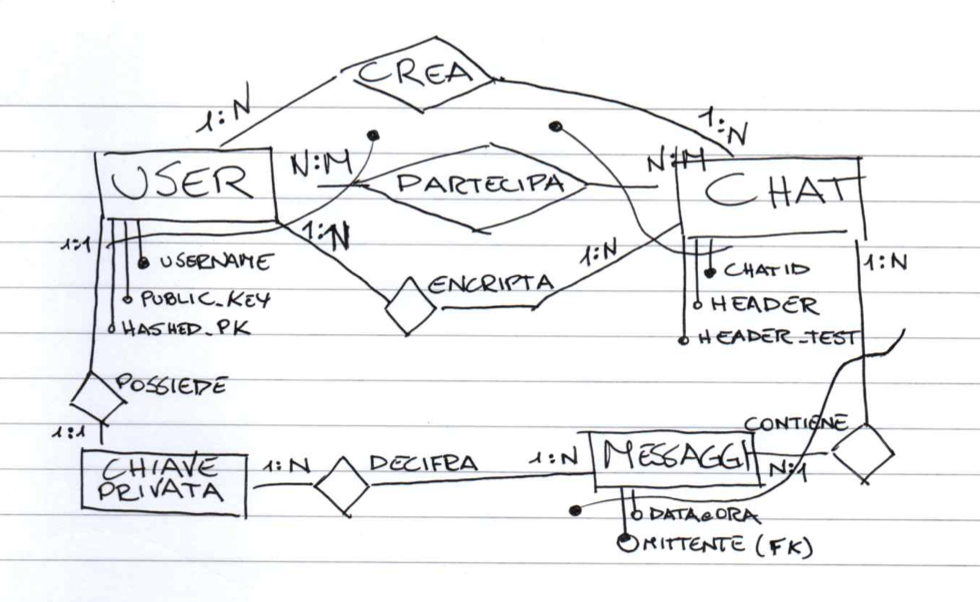 CREA
1:N
1:N
N:M
N:M
USER
PARTECIPA
CHAT
1:1
1:N
1:N
1:N
USERNAME
ENCRIPTA
CHATID
PUBLIC_KEY
HEADER
HASHED_PK
HEADER_TEST
POSSIEDE
1:1
CONTIENE
CHIAVE
PRIVATA
1:N
DECIFRA
1:N
MESSAGGI
N:1
DATA e ORA
MITTENTE (FK)